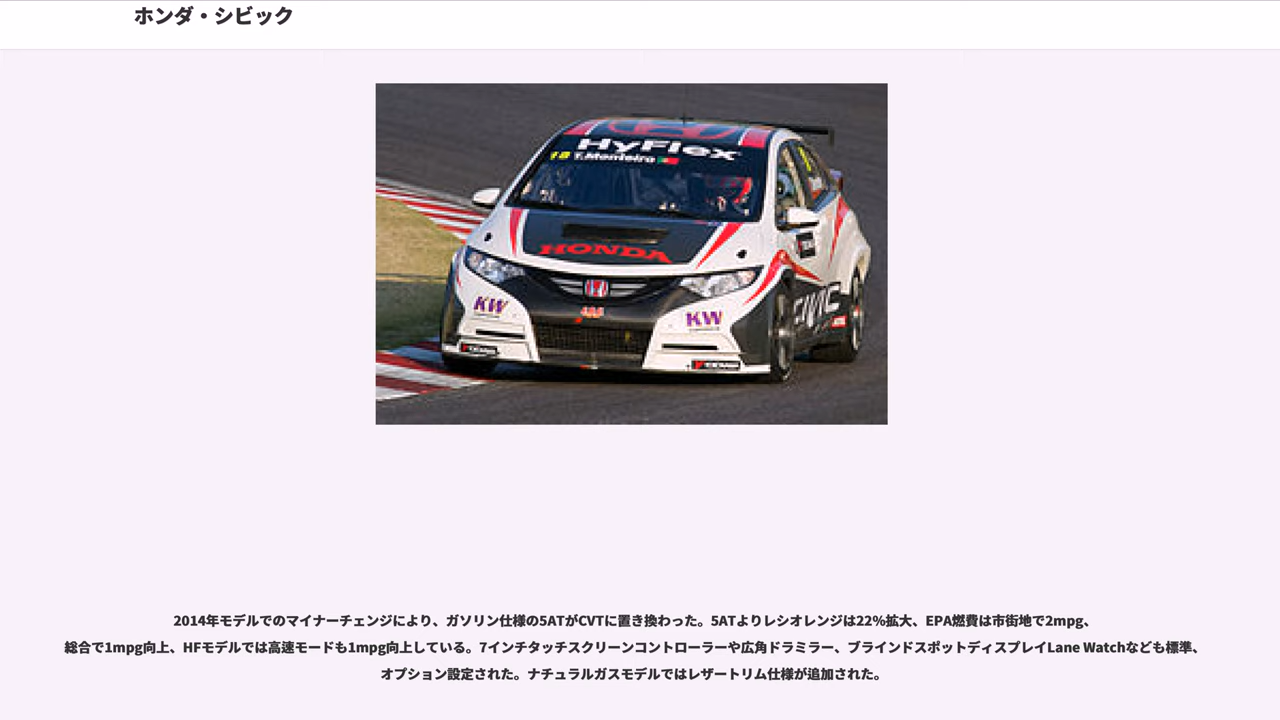 ホンダ・シビック
HyFlex
18 T.Monteiro
HONDA
KW
KW
CIVIC
YOKOHAMA
2014年モデルでのマイナーチェンジにより、ガソリン仕様の5ATがCVTに置き換わった。5ATよりレシオレンジは22%拡大、EPA燃費は市街地で2mpg、
総合で1mpg向上、HFモデルでは高速モードも1mpg向上している。7インチタッチスクリーンコントローラーや広角ドラミラー、ブラインドスポットディスプレイLane Watchなども標準、
オプション設定された。ナチュラルガスモデルではレザートリム仕様が追加された。